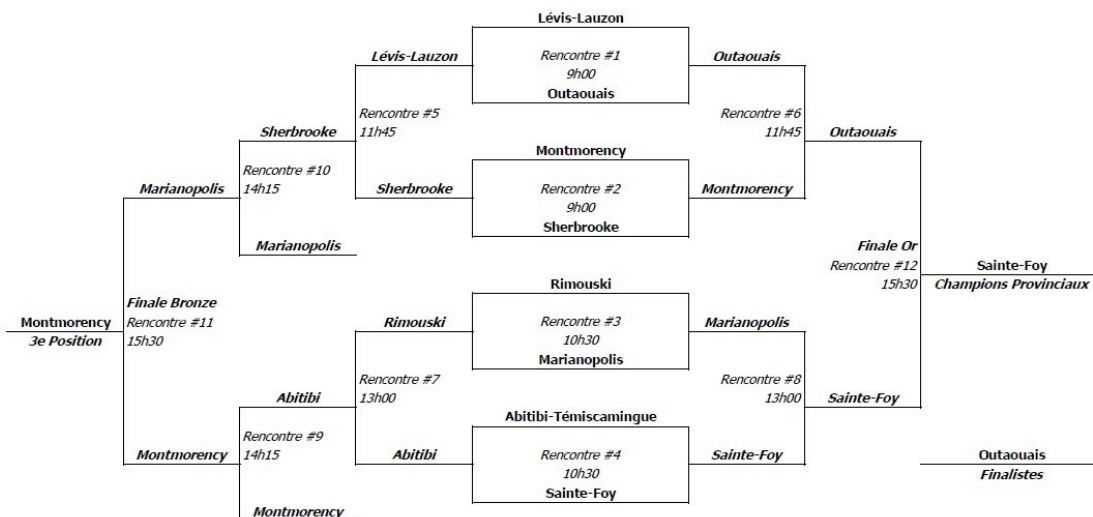 Lévis-Lauzon
Lévis-Lauzon
Rencontre #1
9h00
Outaouais
Outaouais
Rencontre #5
11h45
Rencontre #6
11h45
Sherbrooke
Outaouais
Montmorency
Rencontre #10
14h15
Marianopolis
Sherbrooke
Rencontre #2
9h00
Montmorency
Sherbrooke
Marianopolis
Finale Or
Rencontre #12
15h30
Sainte-Foy
Champions Provinciaux
Rimouski
Finale Bronze
Rencontre #11
15h30
Montmorency
3e Position
Rimouski
Rencontre #3
10h30
Marianopolis
Marianopolis
Rencontre #7
13h00
Rencontre #8
13h00
Abitibi
Sainte-Foy
Abitibi-Témiscamingue
Rencontre #9
14h15
Montmorency
Abitibi
Rencontre #4
10h30
Sainte-Foy
Sainte-Foy
Outaouais
Finalistes
Montmorency